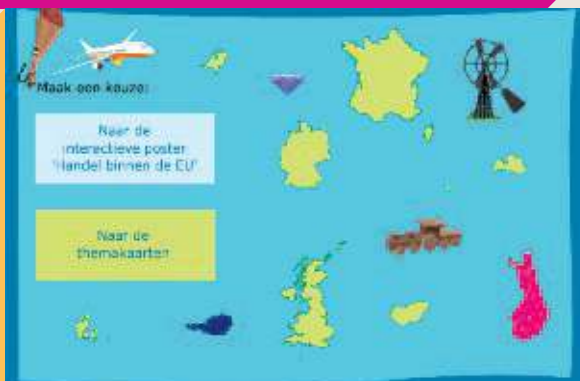 Maak een keuze:
Naar de
interactieve poster
'Handel binnen de EU'
Naar de
themakaarten